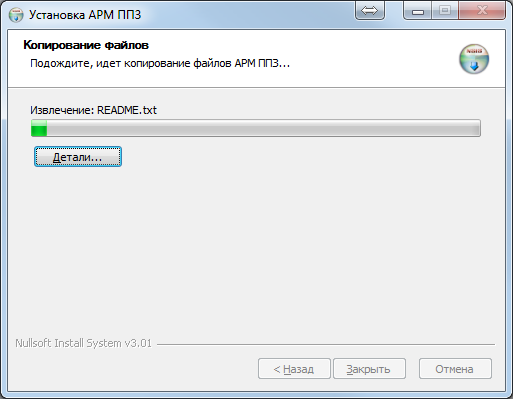 Установка АРМ ППЗ
Копирование файлов
Подождите, идет копирование файлов АРМ ППЗ...
Извлечение: README.txt
Детали...
Nullsoft Install System v3.01
< Назад
Закрыть
Отмена